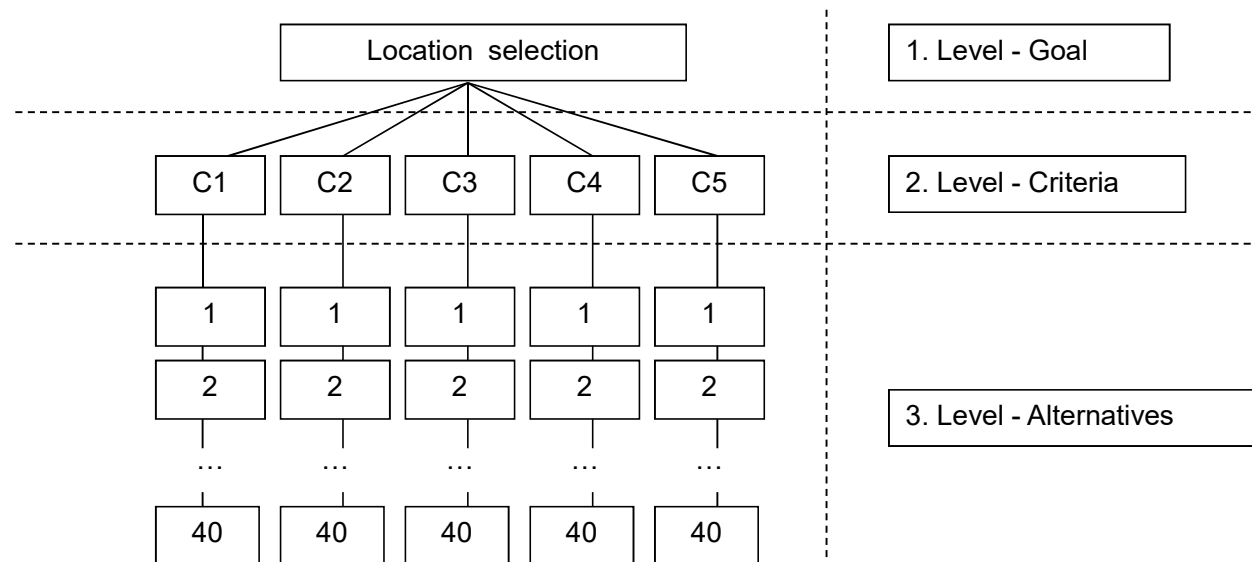 Location selection
1. Level - Goal
C1 C2 C3 C4 C5
2. Level - Criteria
1 1 1 1 1
2 2 2 2 2
3. Level - Alternatives
... ... ... ... ...
40 40 40 40 40